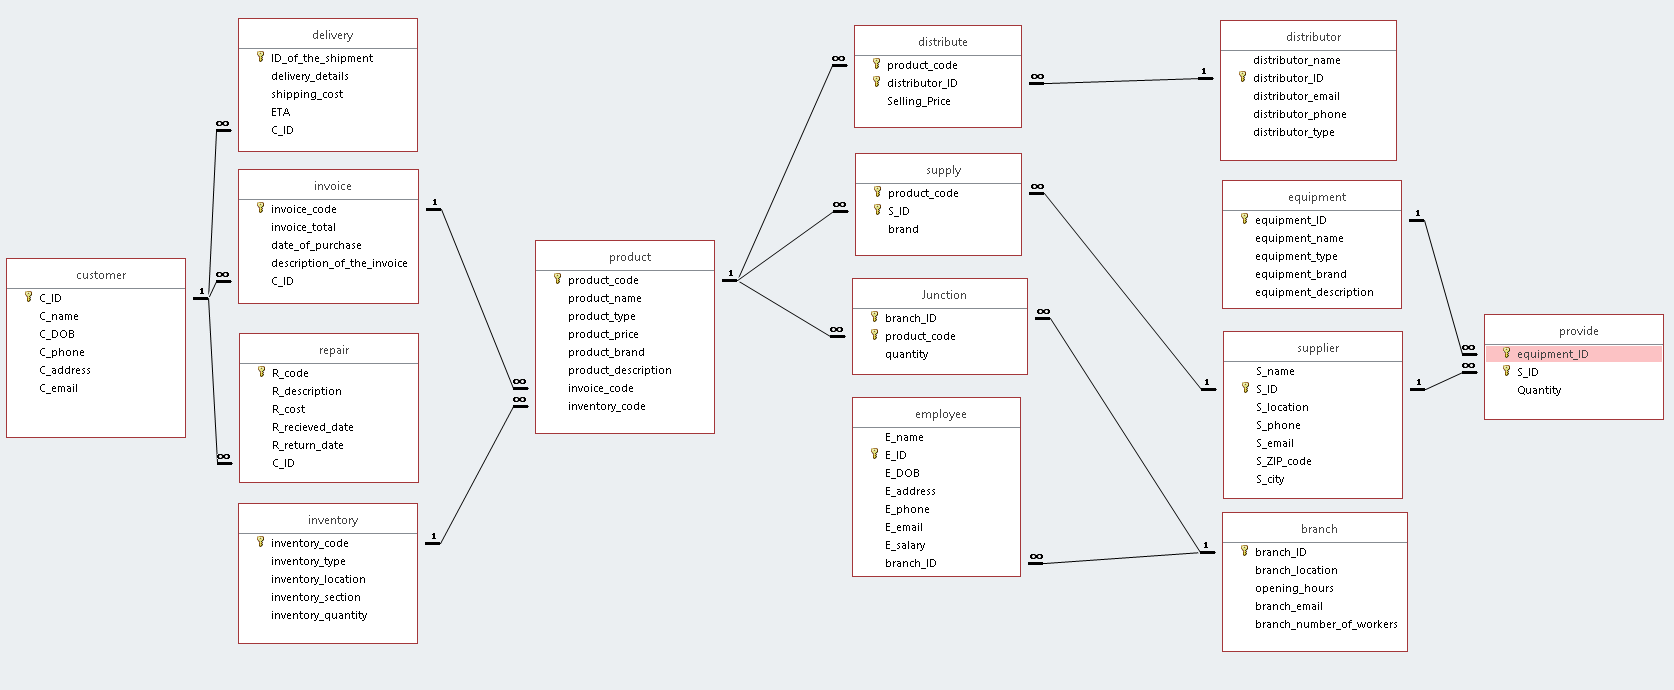 delivery
ID_of_the_shipment
delivery_details
shipping_cost
ETA
C_ID
invoice
invoice_code
invoice_total
date_of_purchase
description_of_the_invoice
C_ID
customer
C_ID
C_name
C_DOB
C_phone
C_address
C_email
repair
R_code
R_description
R_cost
R_recieved_date
R_return_date
C_ID
inventory
inventory_code
inventory_type
inventory_location
inventory_section
inventory_quantity
product
product_code
product_name
product_type
product_price
product_brand
product_description
invoice_code
inventory_code
distribute
product_code
distributor_ID
Selling_Price
supply
product_code
S_ID
brand
Junction
branch_ID
product_code
quantity
employee
E_name
E_ID
E_DOB
E_address
E_phone
E_email
E_salary
branch_ID
distributor
distributor_name
distributor_ID
distributor_email
distributor_phone
distributor_type
equipment
equipment_ID
equipment_name
equipment_type
equipment_brand
equipment_description
supplier
S_name
S_ID
S_location
S_phone
S_email
S_ZIP_code
S_city
branch
branch_ID
branch_location
opening_hours
branch_email
branch_number_of_workers
provide
equipment_ID
S_ID
Quantity
1
∞
∞
∞
1
∞
1
∞
1
∞
∞
∞
∞
1
∞
1
∞
1
∞
1
∞
1
∞